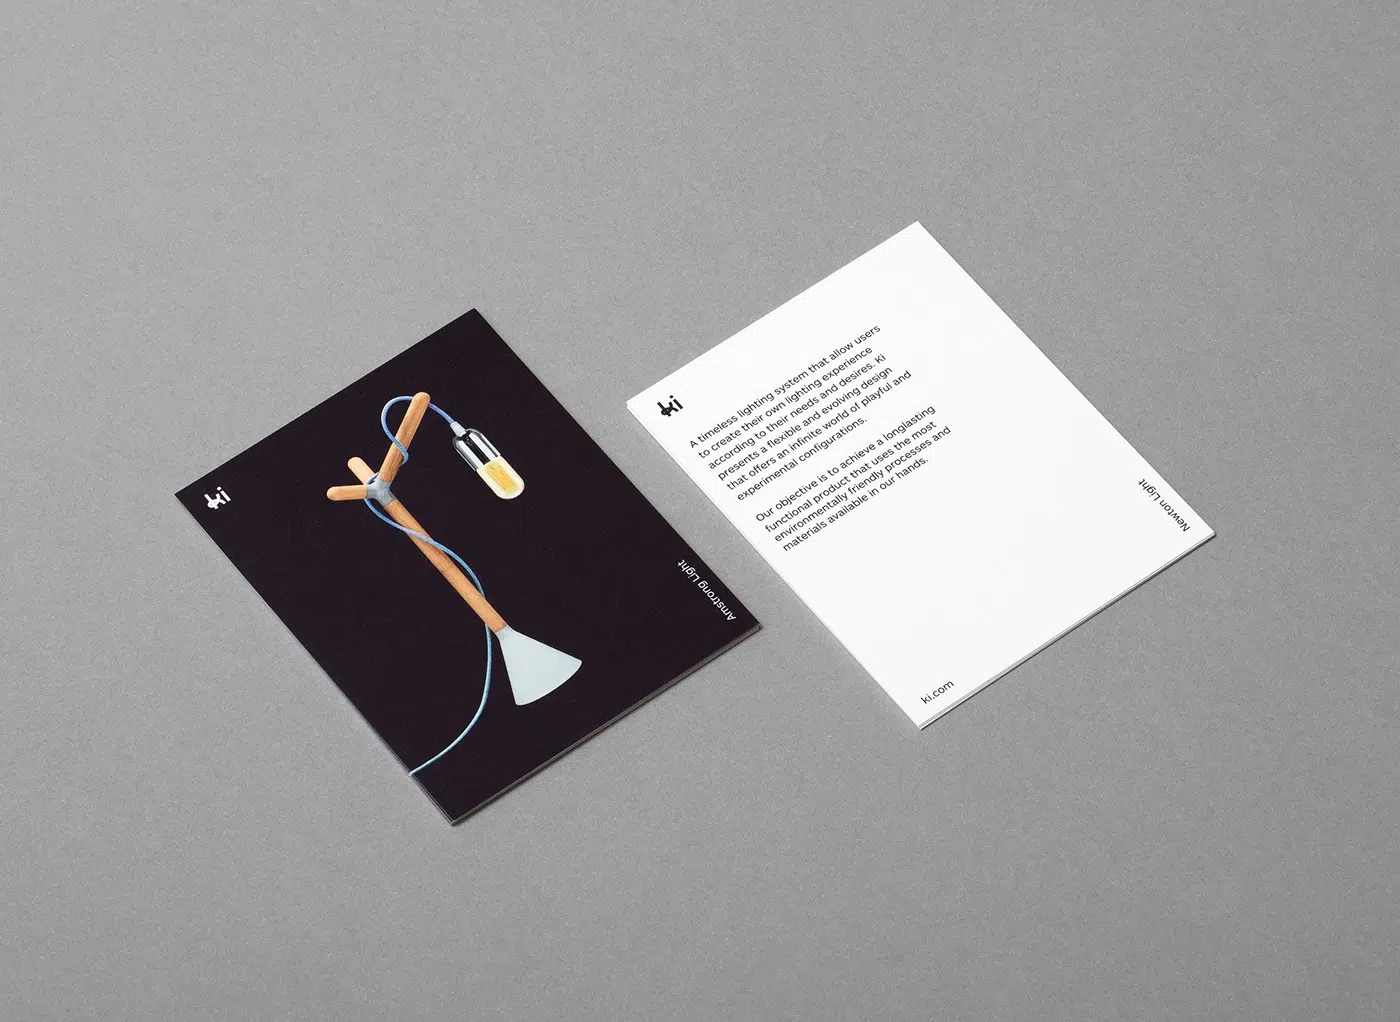 ki
Amstrong Light
ki
A timeless lighting system that allow users
to create their own lighting experience
according to their needs and desires. Ki
presents a flexible and evolving design
that offers an infinite world of playful and
experimental configurations.
Our objective is to achieve a longlasting
functional product that uses the most
environmentally friendly processes and
materials available in our hands.
Newton Light
ki.com